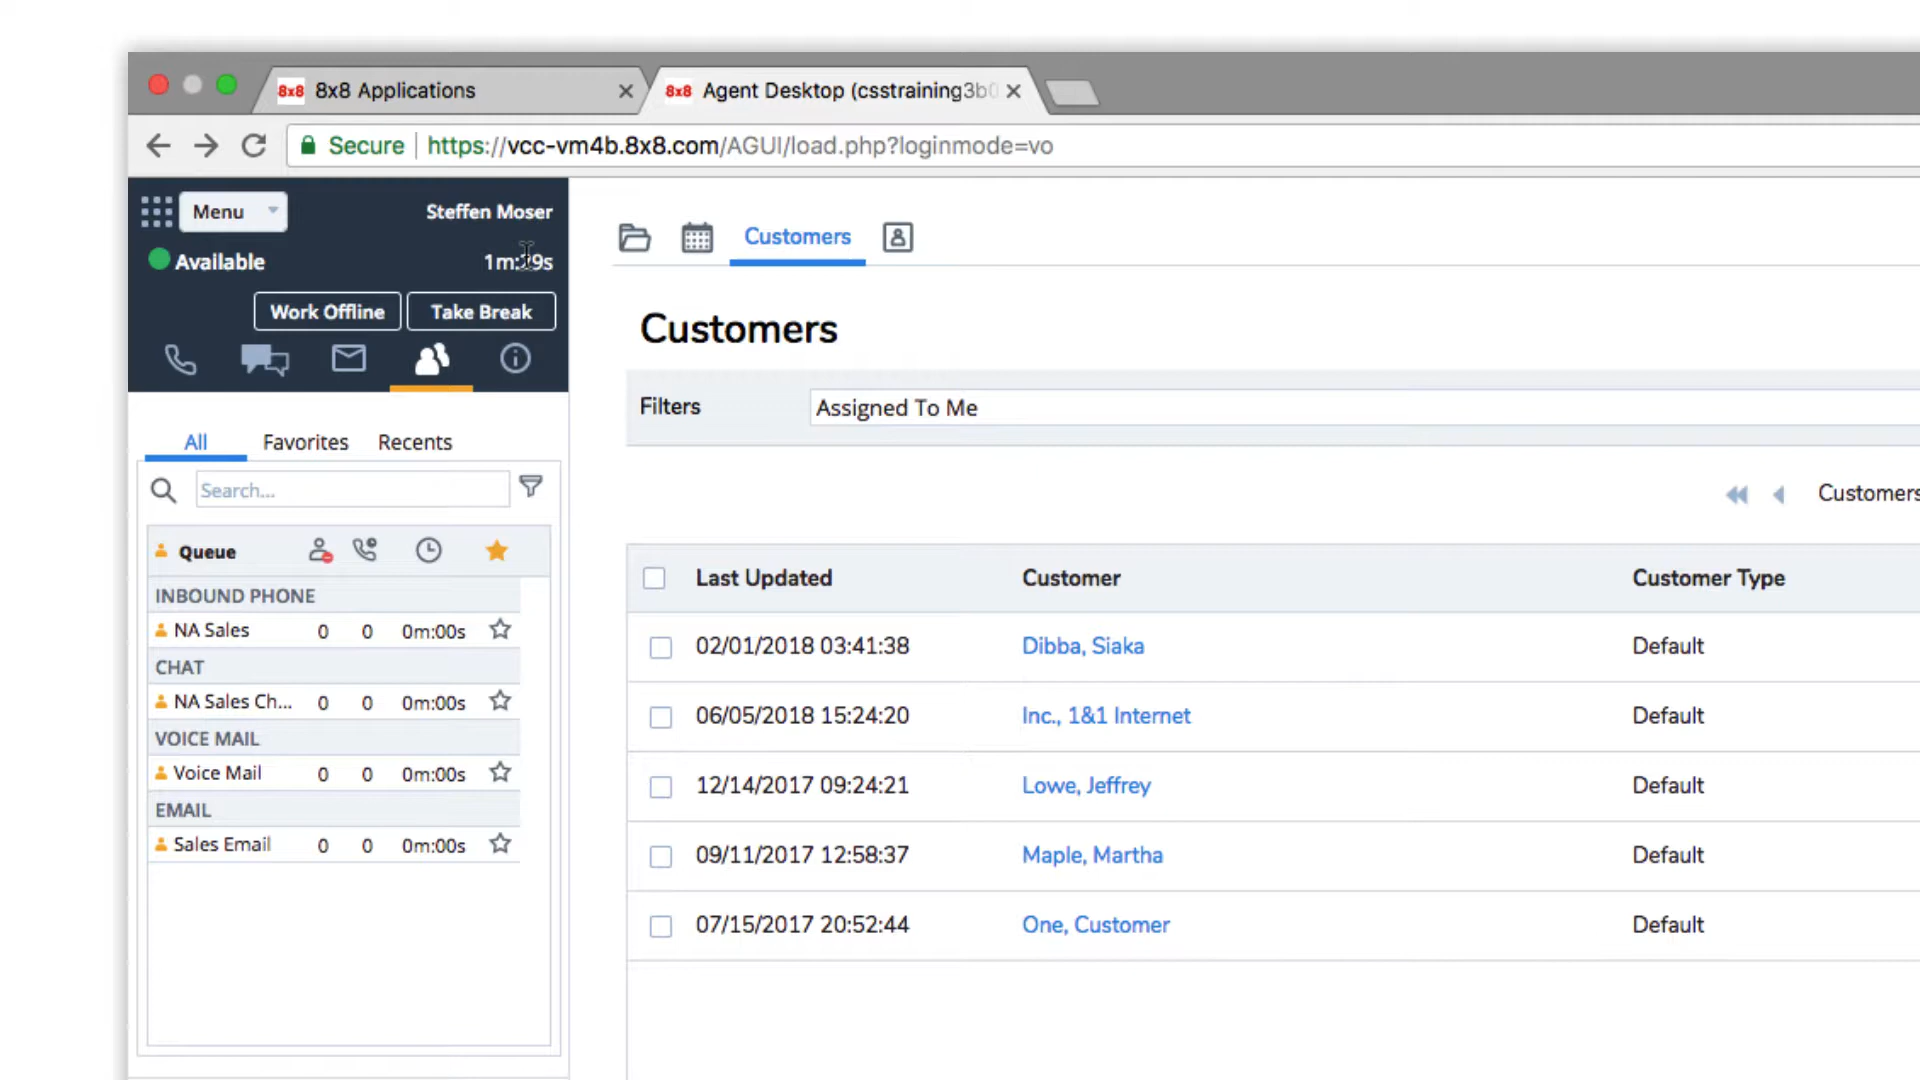 8x8 8x8 Applications
8x8 Agent Desktop (csstraining3b0
Secure https://vcc-vm4b.8x8.com/AGUI/load.php?loginmode=vo
Menu Steffen Moser
Available
Work Offline Take Break
All Favorites Recents
Search...
Queue
INBOUND PHONE
NA Sales 0 0 0m:00s
CHAT
NA Sales Ch... 0 0 0m:00s
VOICE MAIL
Voice Mail 0 0 0m:00s
EMAIL
Sales Email 0 0 0m:00s
Customers
Customers
Filters Assigned To Me
Customers
Last Updated Customer Customer Type
02/01/2018 03:41:38 Dibba, Siaka Default
06/05/2018 15:24:20 Inc., 1&1 Internet Default
12/14/2017 09:24:21 Lowe, Jeffrey Default
09/11/2017 12:58:37 Maple, Martha Default
07/15/2017 20:52:44 One, Customer Default